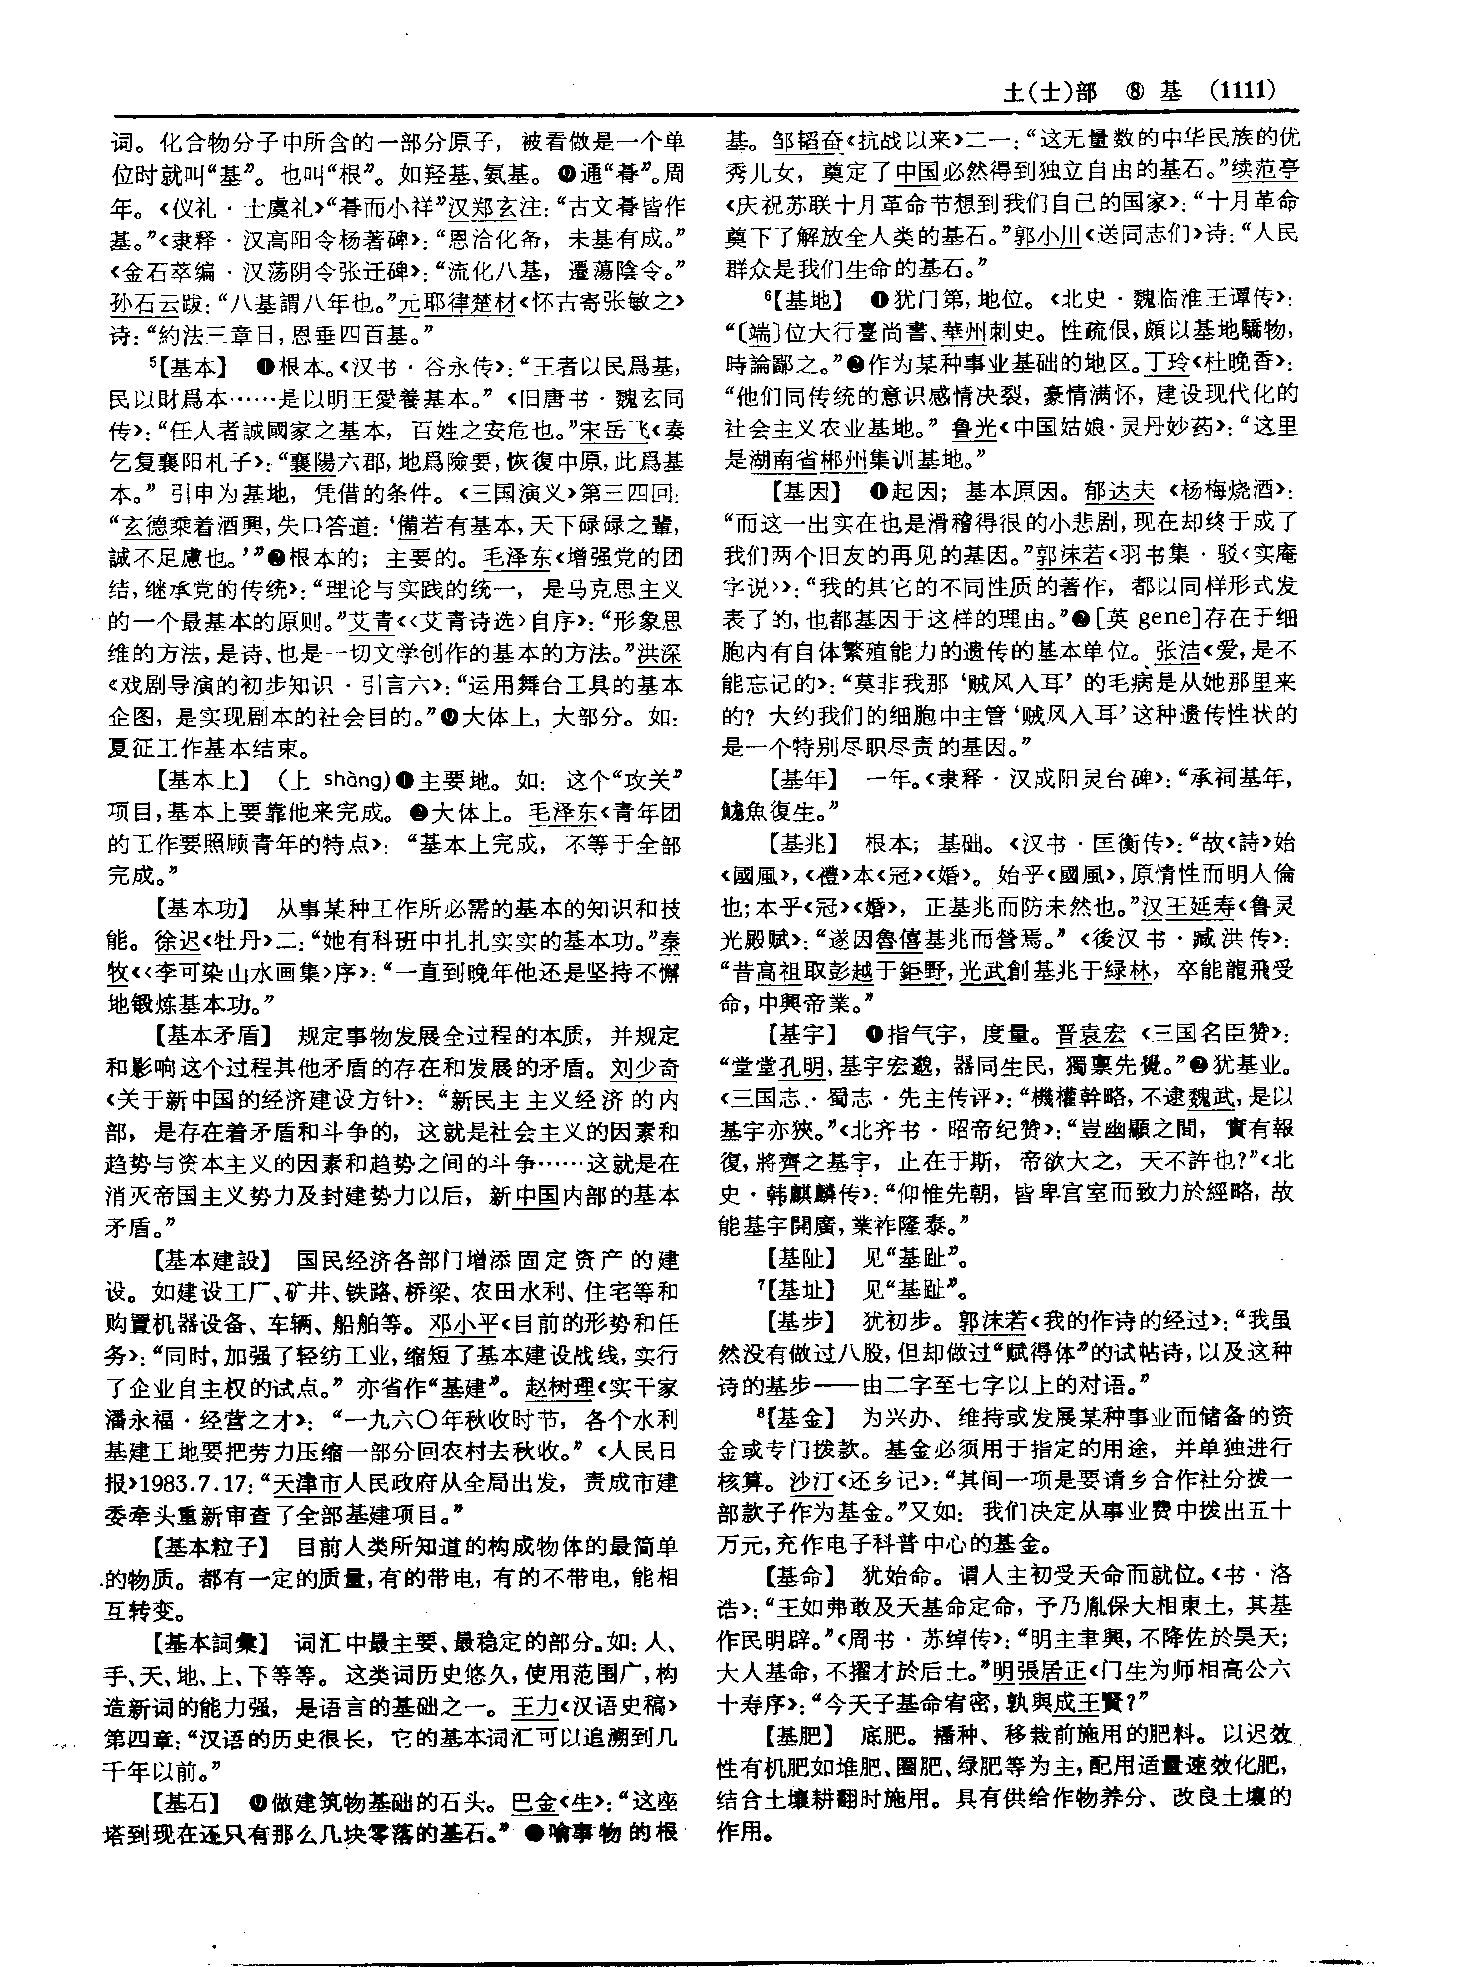 土(士)部 ⑧ 基 (1111)
词。化合物分子中所含的一部分原子，被看做是一个单
位时就叫“基”。也叫“根”。如羟基、氨基。通“朞”。周
年。《仪礼·士虞礼》“朞而小祥”汉郑玄注：“古文朞皆作
基。”《隶释·汉高阳令杨著碑》：“恩洽化布，未基有成。”
《金石萃编·汉荡阴令张迁碑》：“流化八基，遷蕩陰令。”
孙石云跋：“八基謂八年也。”元耶律楚材《怀古寄张敏之》
诗：“約法三章日，恩垂四百基。”
5【基本】 ❶根本。《汉书·谷永传》：“王者以民爲基，
民以財爲本……是以明王愛養基本。”《旧唐书·魏玄同
传》：“任人者誠國家之基本，百姓之安危也。”宋岳飞《奏
乞复襄阳札子》：“襄陽六郡，地爲險要，恢復中原，此爲基
本。”引申为基地，凭借的条件。《三国演义》第三四回：
“玄德乘着酒興，失口答道：‘備若有基本，天下碌碌之輩，
誠不足慮也。’”❷根本的；主要的。毛泽东《增强党的团
结，继承党的传统》：“理论与实践的统一，是马克思主义
的一个最基本的原则。”艾青《〈艾青诗选〉自序》：“形象思
维的方法，是诗、也是一切文学创作的基本的方法。”洪深
《戏剧导演的初步知识·引言六》：“运用舞台工具的基本
企图，是实现剧本的社会目的。”❸大体上，大部分。如：
夏征工作基本结束。
【基本上】 (上 shàng)❶主要地。如：这个“攻关”
项目，基本上要靠他来完成。❷大体上。毛泽东《青年团
的工作要照顾青年的特点》：“基本上完成，不等于全部
完成。”
【基本功】 从事某种工作所必需的基本的知识和技
能。徐迟《牡丹》二：“她有科班中扎扎实实的基本功。”秦
牧《〈李可染山水画集〉序》：“一直到晚年他还是坚持不懈
地锻炼基本功。”
【基本矛盾】 规定事物发展全过程的本质，并规定
和影响这个过程其他矛盾的存在和发展的矛盾。刘少奇
《关于新中国的经济建设方针》：“新民主主义经济的内
部，是存在着矛盾和斗争的，这就是社会主义的因素和
趋势与资本主义的因素和趋势之间的斗争……这就是在
消灭帝国主义势力及封建势力以后，新中国内部的基本
矛盾。”
【基本建設】 国民经济各部门增添固定资产的建
设。如建设工厂、矿井、铁路、桥梁、农田水利、住宅等和
购置机器设备、车辆、船舶等。邓小平《目前的形势和任
务》：“同时，加强了轻纺工业，缩短了基本建设战线，实行
了企业自主权的试点。”亦省作“基建”。赵树理《实干家
潘永福·经营之才》：“一九六〇年秋收时节，各个水利
基建工地要把劳力压缩一部分回农村去秋收。”《人民日
报》1983.7.17：“天津市人民政府从全局出发，责成市建
委牵头重新审查了全部基建项目。”
【基本粒子】 目前人类所知道的构成物体的最简单
的物质。都有一定的质量，有的带电，有的不带电，能相
互转变。
【基本詞彙】 词汇中最主要、最稳定的部分。如：人、
手、天、地、上、下等等。这类词历史悠久，使用范围广，构
造新词的能力强，是语言的基础之一。王力《汉语史稿》
第四章：“汉语的历史很长，它的基本词汇可以追溯到几
千年以前。”
【基石】 ❶做建筑物基础的石头。巴金《生》：“这座
塔到现在还只有那么几块零落的基石。”❷喻事物的根
基。邹韬奋《抗战以来》二一：“这无量数的中华民族的优
秀儿女，奠定了中国必然得到独立自由的基石。”续范亭
《庆祝苏联十月革命节想到我们自己的国家》：“十月革命
奠下了解放全人类的基石。”郭小川《送同志们》诗：“人民
群众是我们生命的基石。”
6【基地】 ❶犹门第，地位。《北史·魏临淮王谭传》：
“〔端〕位大行臺尚書、華州刺史。性疏佷，頗以基地驕物，
時論鄙之。”❷作为某种事业基础的地区。丁玲《杜晚香》：
“他们同传统的意识感情决裂，豪情满怀，建设现代化的
社会主义农业基地。”鲁光《中国姑娘·灵丹妙药》：“这里
是湖南省郴州集训基地。”
【基因】 ❶起因；基本原因。郁达夫《杨梅烧酒》：
“而这一出实在也是滑稽得很的小悲剧，现在却终于成了
我们两个旧友的再见的基因。”郭沫若《羽书集·驳〈实庵
字说〉》：“我的其它的不同性质的著作，都以同样形式发
表了的，也都基因于这样的理由。”❷[英 gene]存在于细
胞内有自体繁殖能力的遗传的基本单位。张洁《爱，是不
能忘记的》：“莫非我那‘贼风入耳’的毛病是从她那里来
的？大约我们的细胞中主管‘贼风入耳’这种遗传性状的
是一个特别尽职尽责的基因。”
【基年】 一年。《隶释·汉成阳灵台碑》：“承祠基年，
魚復生。”
【基兆】 根本；基础。《汉书·匡衡传》：“故《詩》始
《國風》，《禮》本《冠》《婚》。始乎《國風》，原情性而明人倫
也；本乎《冠》《婚》，正基兆而防未然也。”汉王延寿《鲁灵
光殿赋》：“遂因魯僖基兆而營焉。”《後汉书·臧洪传》：
“昔高祖取彭越于鉅野，光武創基兆于绿林，卒能龍飛受
命，中興帝業。”
【基宇】 ❶指气宇，度量。晋袁宏《三国名臣赞》：
“堂堂孔明，基宇宏邈，器同生民，獨稟先覺。”❷犹基业。
《三国志·蜀志·先主传评》：“機權幹略，不逮魏武，是以
基宇亦狹。”《北齐书·昭帝纪赞》：“豈幽顯之間，實有報
復，將齊之基宇，止在于斯，帝欲大之，天不許也？”《北
史·韩麒麟传》：“仰惟先朝，皆卑宫室而致力於經略，故
能基宇開廣，業祚隆泰。”
【基阯】 见“基趾”。
7【基址】 见“基趾”。
【基步】 犹初步。郭沫若《我的作诗的经过》：“我虽
然没有做过八股，但却做过“赋得体”的试帖诗，以及这种
诗的基步——由二字至七字以上的对语。”
8【基金】 为兴办、维持或发展某种事业而储备的资
金或专门拨款。基金必须用于指定的用途，并单独进行
核算。沙汀《还乡记》：“其间一项是要请乡合作社分拨一
部款子作为基金。”又如：我们决定从事业费中拨出五十
万元，充作电子科普中心的基金。
【基命】 犹始命。谓人主初受天命而就位。《书·洛
诰》：“王如弗敢及天基命定命，予乃胤保大相東土，其基
作民明辟。”《周书·苏绰传》：“明主聿興，不降佐於昊天；
大人基命，不擢才於后土。”明張居正《门生为师相高公六
十寿序》：“今天子基命宥密，孰與成王賢？”
【基肥】 底肥。播种、移栽前施用的肥料。以迟效
性有机肥如堆肥、圈肥、绿肥等为主，配用适量速效化肥，
结合土壤耕翻时施用。具有供给作物养分、改良土壤的
作用。